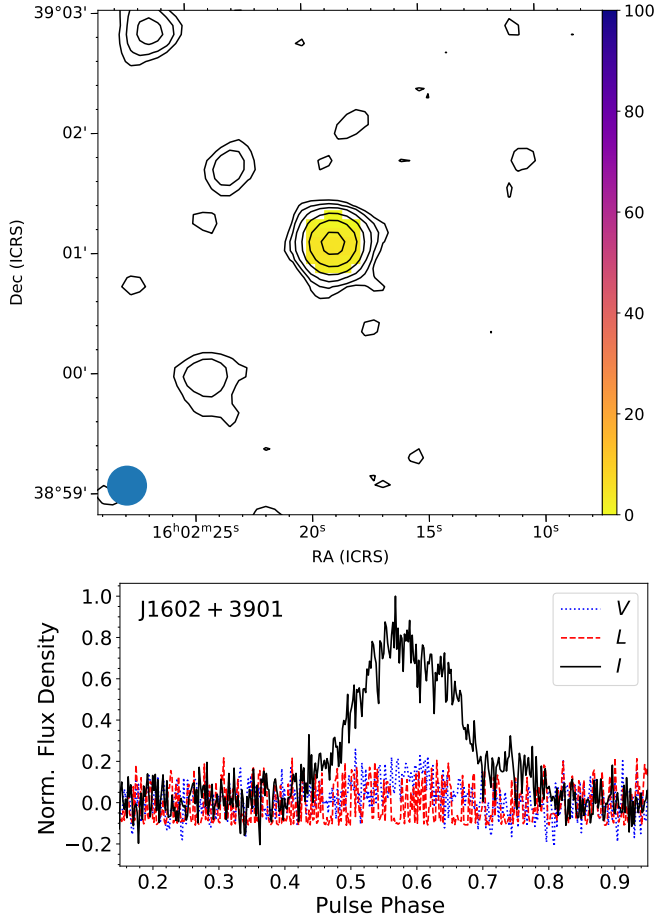 39°03'
02'
01'
00'
38°59'
Dec (ICRS)
16ʰ02ᵐ25ˢ 20ˢ 15ˢ 10ˢ
RA (ICRS)
100
80
60
40
20
0
J1602 + 3901
V
L
I
1.0
0.8
0.6
0.4
0.2
0.0
−0.2
Norm. Flux Density
0.2 0.3 0.4 0.5 0.6 0.7 0.8 0.9
Pulse Phase